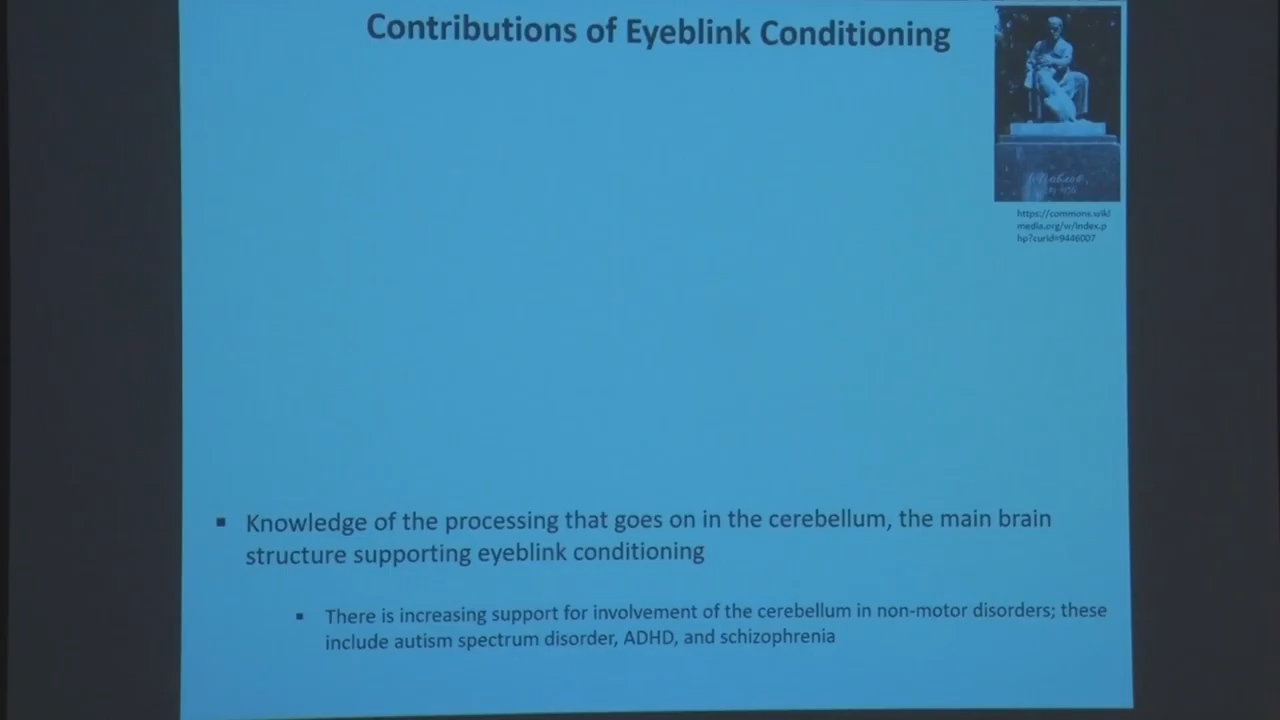 Contributions of Eyeblink Conditioning
https://commons.wiki
media.org/w/index.p
hp?curid=9446007
▪ Knowledge of the processing that goes on in the cerebellum, the main brain
structure supporting eyeblink conditioning
▪ There is increasing support for involvement of the cerebellum in non-motor disorders; these
include autism spectrum disorder, ADHD, and schizophrenia